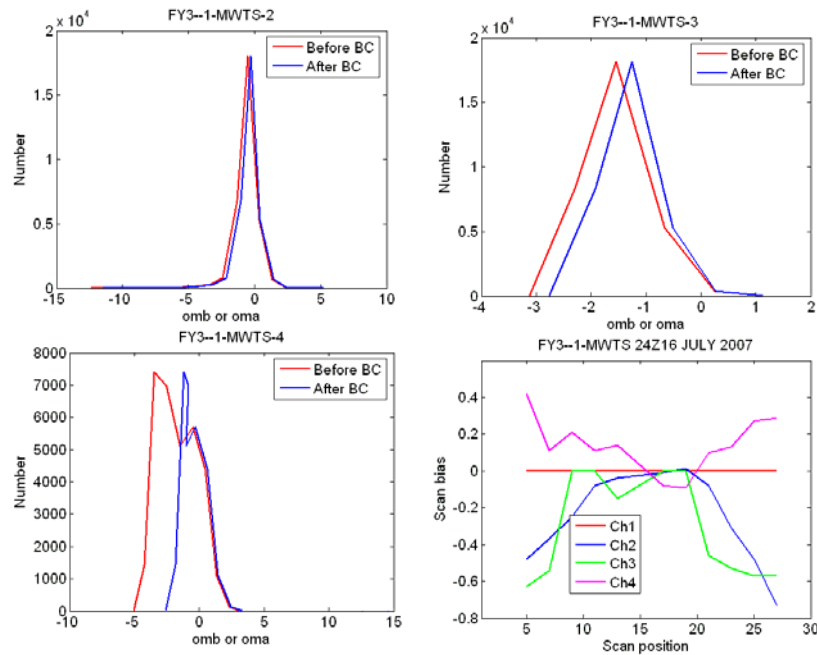 FY3--1-MWTS-2
2 x 10^4
Before BC
After BC
1.5
1
0.5
0
Number
-15 -10 -5 0 5 10
omb or oma
FY3--1-MWTS-3
2 x 10^4
Before BC
After BC
1.5
1
0.5
0
Number
-4 -3 -2 -1 0 1 2
omb or oma
FY3--1-MWTS-4
8000
Before BC
After BC
7000
6000
5000
4000
3000
2000
1000
0
Number
-10 -5 0 5 10 15
omb or oma
FY3--1-MWTS 24Z16 JULY 2007
0.4
0.2
0
-0.2
-0.4
-0.6
-0.8
Scan bias
Ch1
Ch2
Ch3
Ch4
5 10 15 20 25 30
Scan position